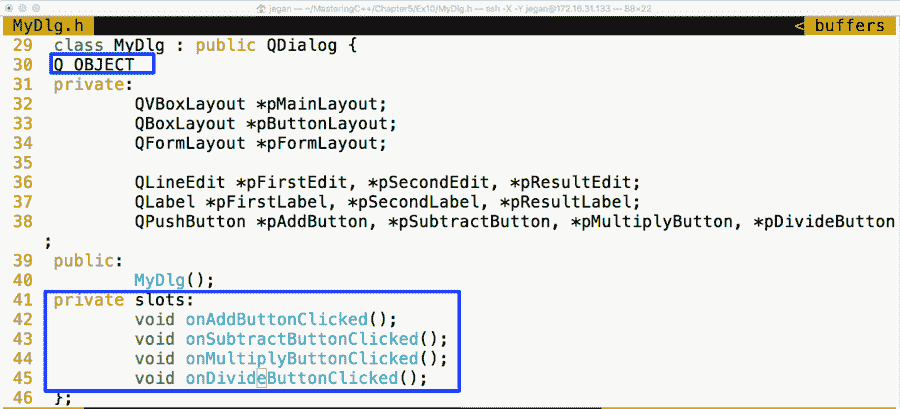 jegan — ~/MasteringC++/Chapter5/Ex10/MyDlg.h — ssh -X -Y jegan@172.16.31.133 — 88×22
MyDlg.h < buffers
29 class MyDlg : public QDialog {
30 Q_OBJECT
31 private:
32 QVBoxLayout *pMainLayout;
33 QBoxLayout *pButtonLayout;
34 QFormLayout *pFormLayout;
35
36 QLineEdit *pFirstEdit, *pSecondEdit, *pResultEdit;
37 QLabel *pFirstLabel, *pSecondLabel, *pResultLabel;
38 QPushButton *pAddButton, *pSubtractButton, *pMultiplyButton, *pDivideButton
;
39 public:
40 MyDlg();
41 private slots:
42 void onAddButtonClicked();
43 void onSubtractButtonClicked();
44 void onMultiplyButtonClicked();
45 void onDivideButtonClicked();
46 };